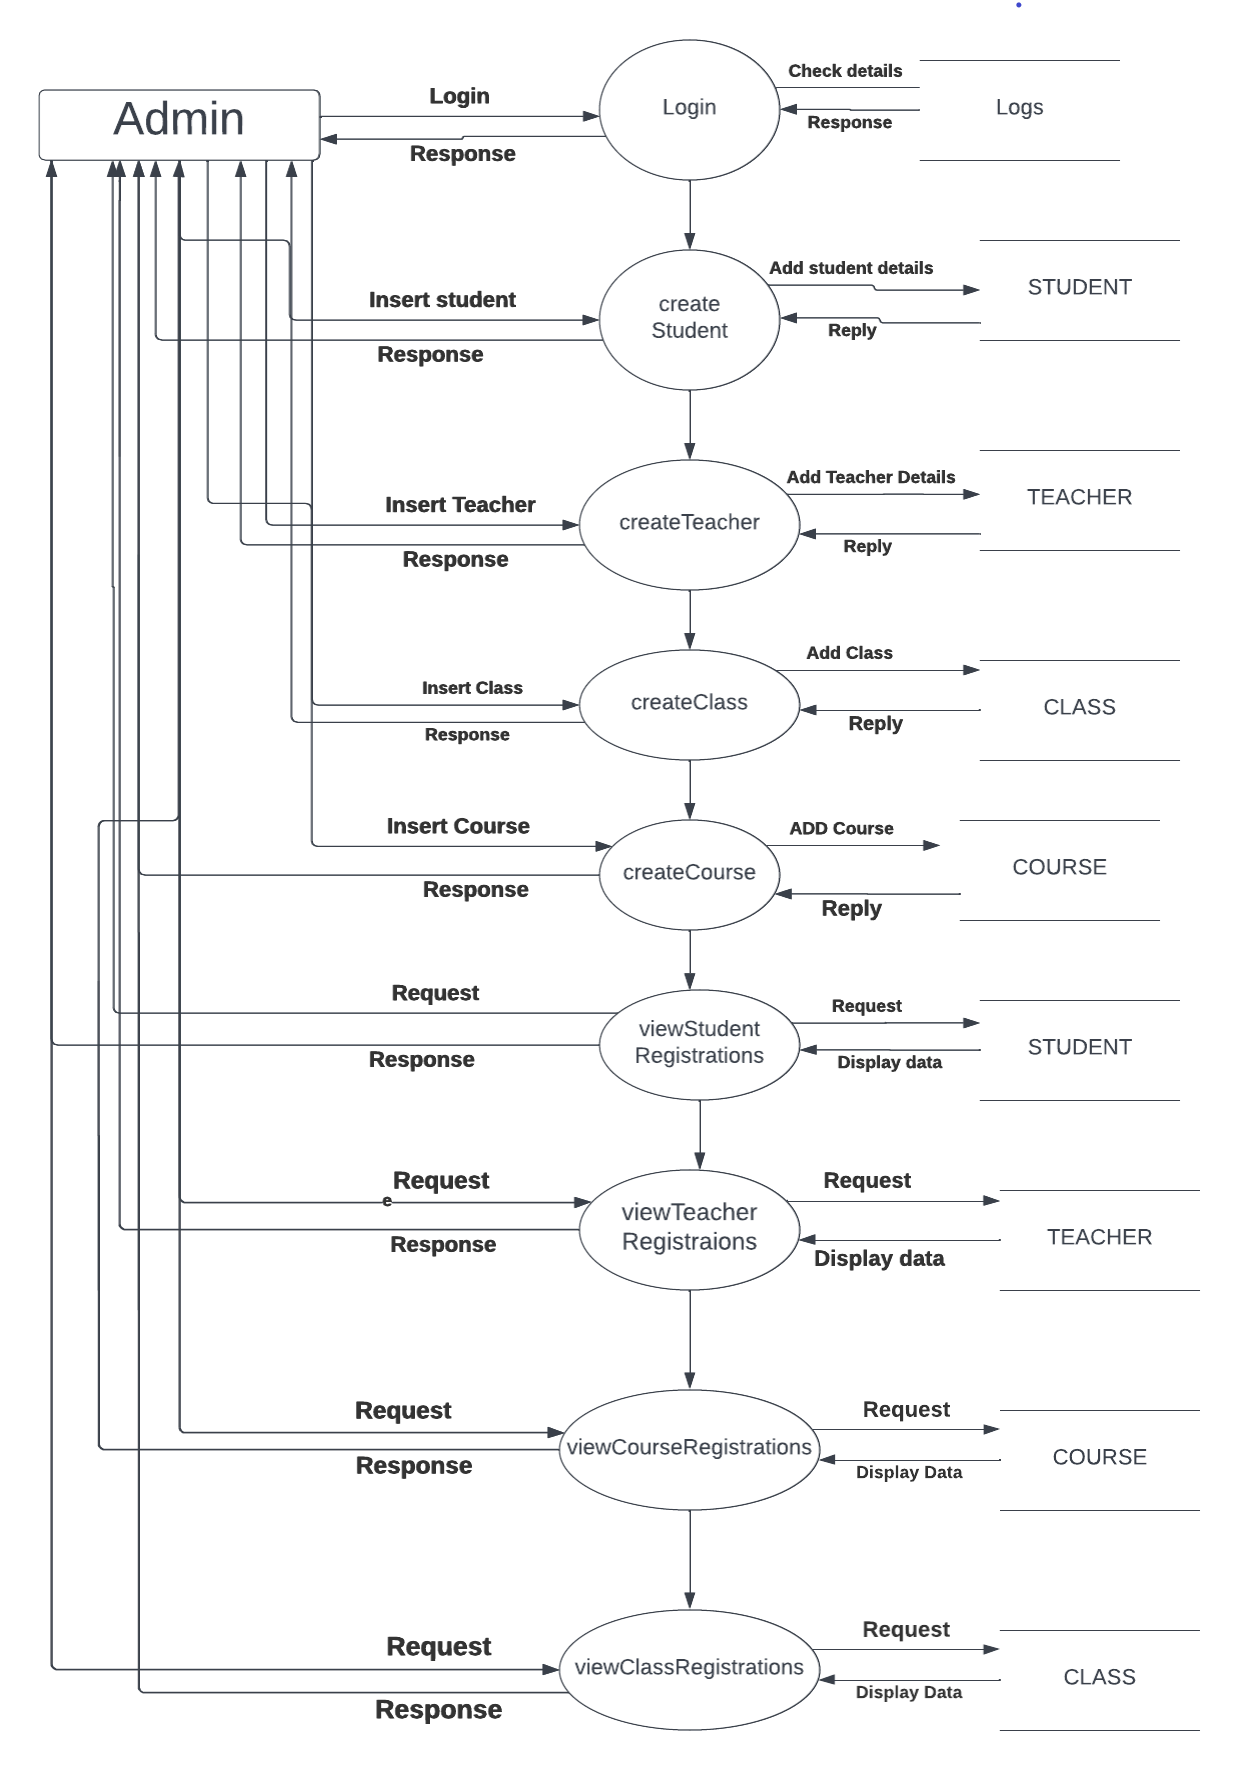 Admin
Login
Response
Login
Check details
Response
Logs
Insert student
Response
create
Student
Add student details
Reply
STUDENT
Insert Teacher
Response
createTeacher
Add Teacher Details
Reply
TEACHER
Insert Class
Response
createClass
Add Class
Reply
CLASS
Insert Course
Response
createCourse
ADD Course
Reply
COURSE
Request
Response
viewStudent
Registrations
Request
Display data
STUDENT
Request
e
Response
viewTeacher
Registraions
Request
Display data
TEACHER
Request
Response
viewCourseRegistrations
Request
Display Data
COURSE
Request
Response
viewClassRegistrations
Request
Display Data
CLASS